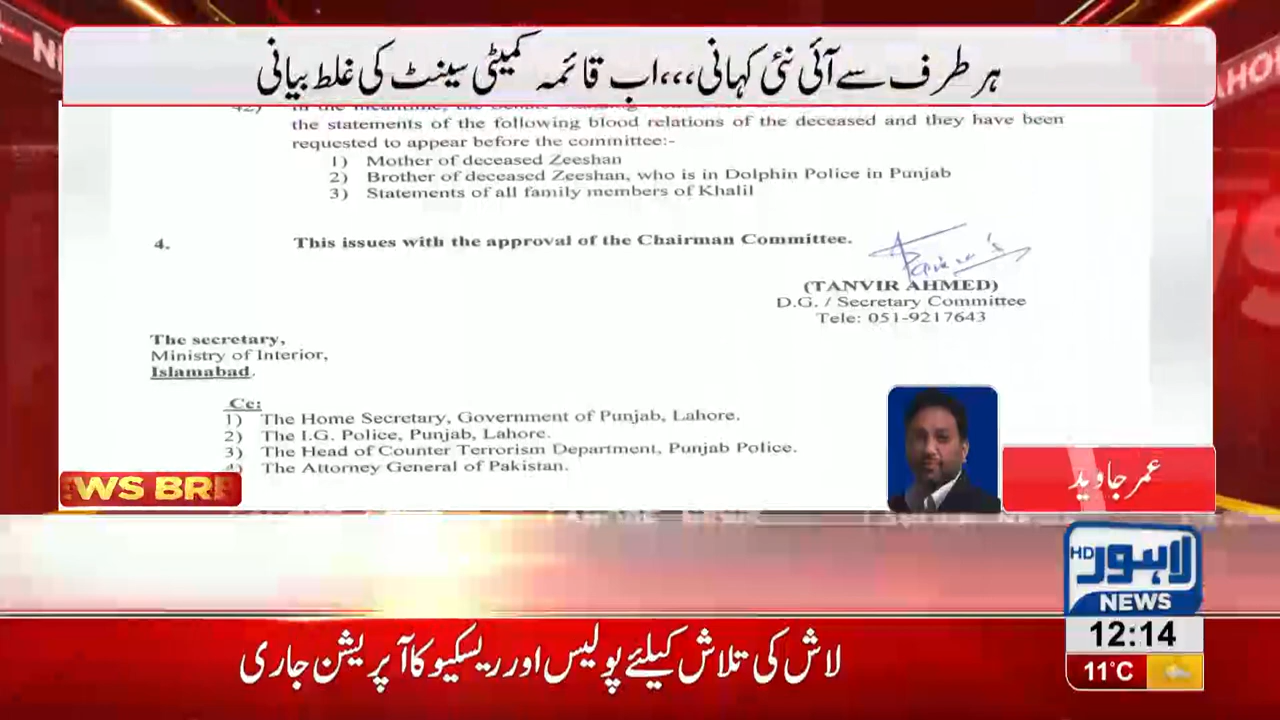 ہر طرف سے آئی نئی کہانی،،،اب قائمہ کمیٹی سینٹ کی غلط بیانی
the statements of the following blood relations of the deceased and they have been
requested to appear before the committee:-
1) Mother of deceased Zeeshan
2) Brother of deceased Zeeshan, who is in Dolphin Police in Punjab
3) Statements of all family members of Khalil
4. This issues with the approval of the Chairman Committee.
(TANVIR AHMED)
D.G. / Secretary Committee
Tele: 051-9217643
The secretary,
Ministry of Interior,
Islamabad.
Cc:
1) The Home Secretary, Government of Punjab, Lahore.
2) The I.G. Police, Punjab, Lahore.
3) The Head of Counter Terrorism Department, Punjab Police.
4) The Attorney General of Pakistan.
EWS BRE
عمر جاوید
HD لاہور
NEWS
12:14
11°C
لاش کی تلاش کیلئے پولیس اور ریسکیو کا آپریشن جاری